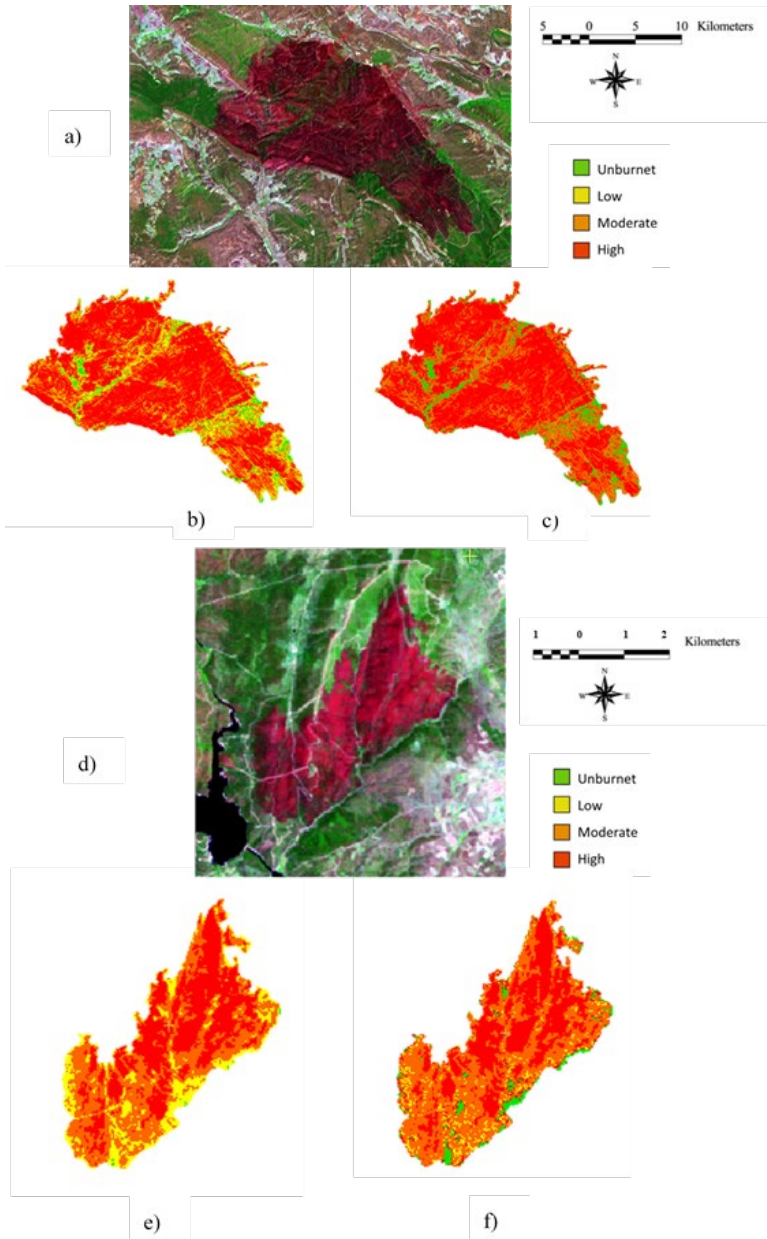 5 0 5 10 Kilometers
N
W E
S
a)
Unburnet
Low
Moderate
High
b)
c)
1 0 1 2 Kilometers
N
W E
S
d)
Unburnet
Low
Moderate
High
e)
f)